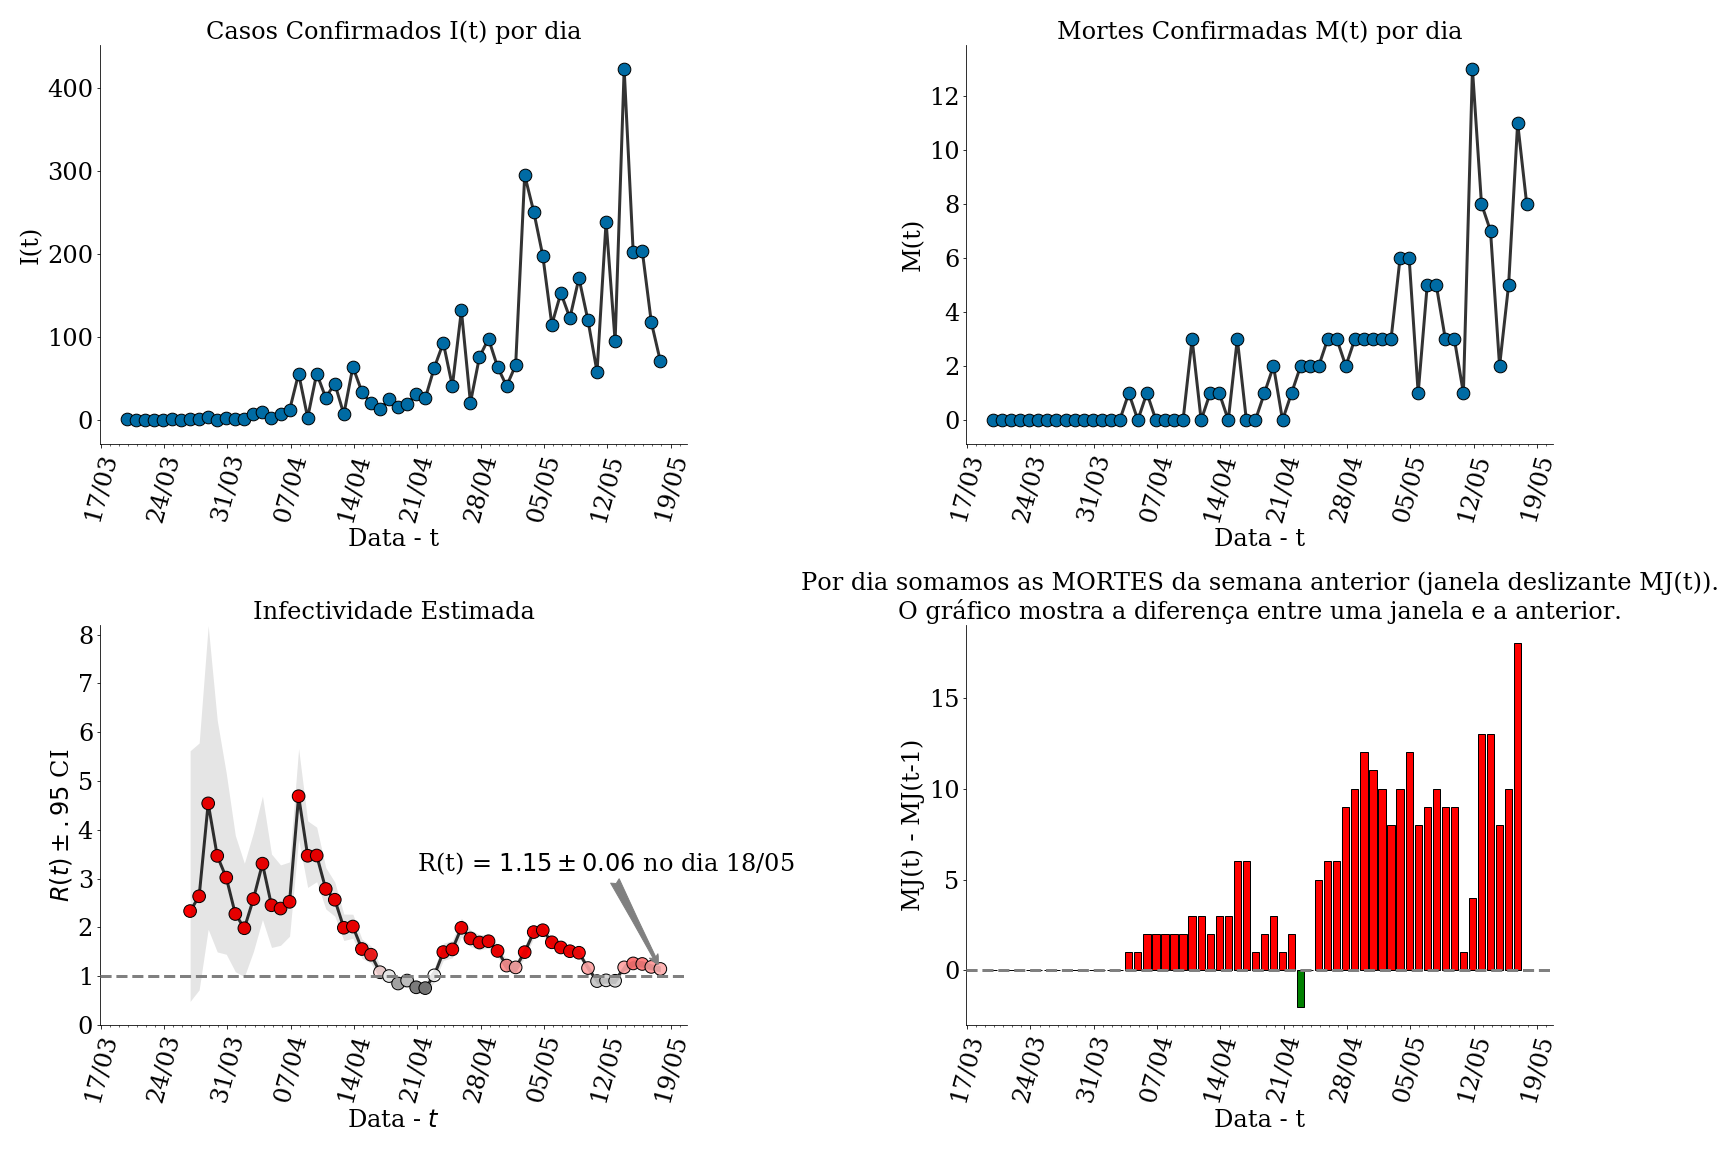 Casos Confirmados I(t) por dia
I(t)
400
300
200
100
0
17/03 24/03 31/03 07/04 14/04 21/04 28/04 05/05 12/05 19/05
Data - t
Mortes Confirmadas M(t) por dia
M(t)
12
10
8
6
4
2
0
17/03 24/03 31/03 07/04 14/04 21/04 28/04 05/05 12/05 19/05
Data - t
Infectividade Estimada
R(t) ± .95 CI
8
7
6
5
4
3
2
1
0
R(t) = 1.15 ± 0.06 no dia 18/05
17/03 24/03 31/03 07/04 14/04 21/04 28/04 05/05 12/05 19/05
Data - t
Por dia somamos as MORTES da semana anterior (janela deslizante MJ(t)).
O gráfico mostra a diferença entre uma janela e a anterior.
MJ(t) - MJ(t-1)
15
10
5
0
17/03 24/03 31/03 07/04 14/04 21/04 28/04 05/05 12/05 19/05
Data - t